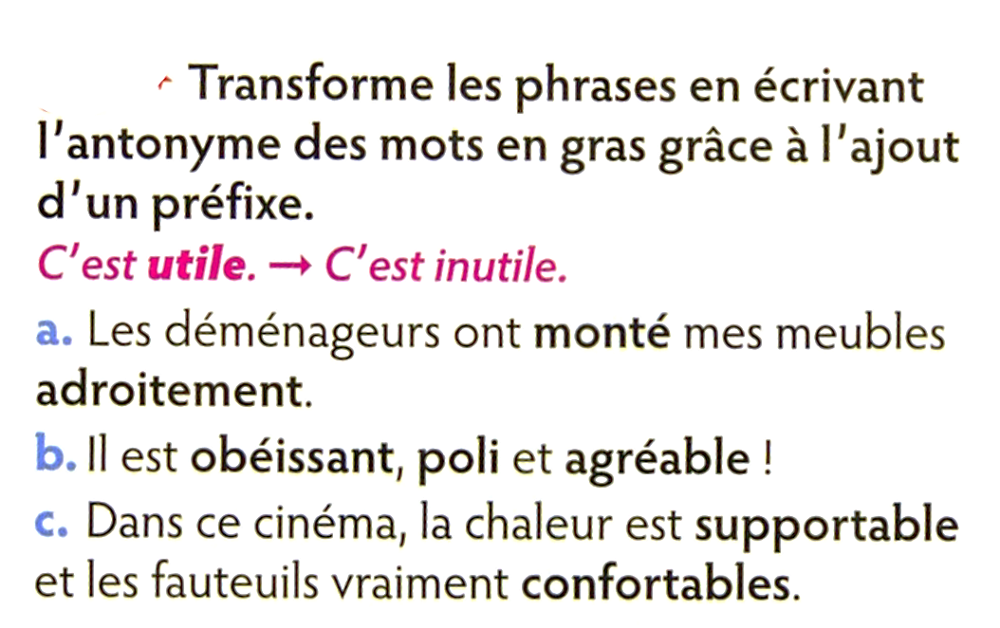 Transforme les phrases en écrivant
l'antonyme des mots en gras grâce à l'ajout
d'un préfixe.
C'est utile. → C'est inutile.
a. Les déménageurs ont monté mes meubles
adroitement.
b. Il est obéissant, poli et agréable !
c. Dans ce cinéma, la chaleur est supportable
et les fauteuils vraiment confortables.